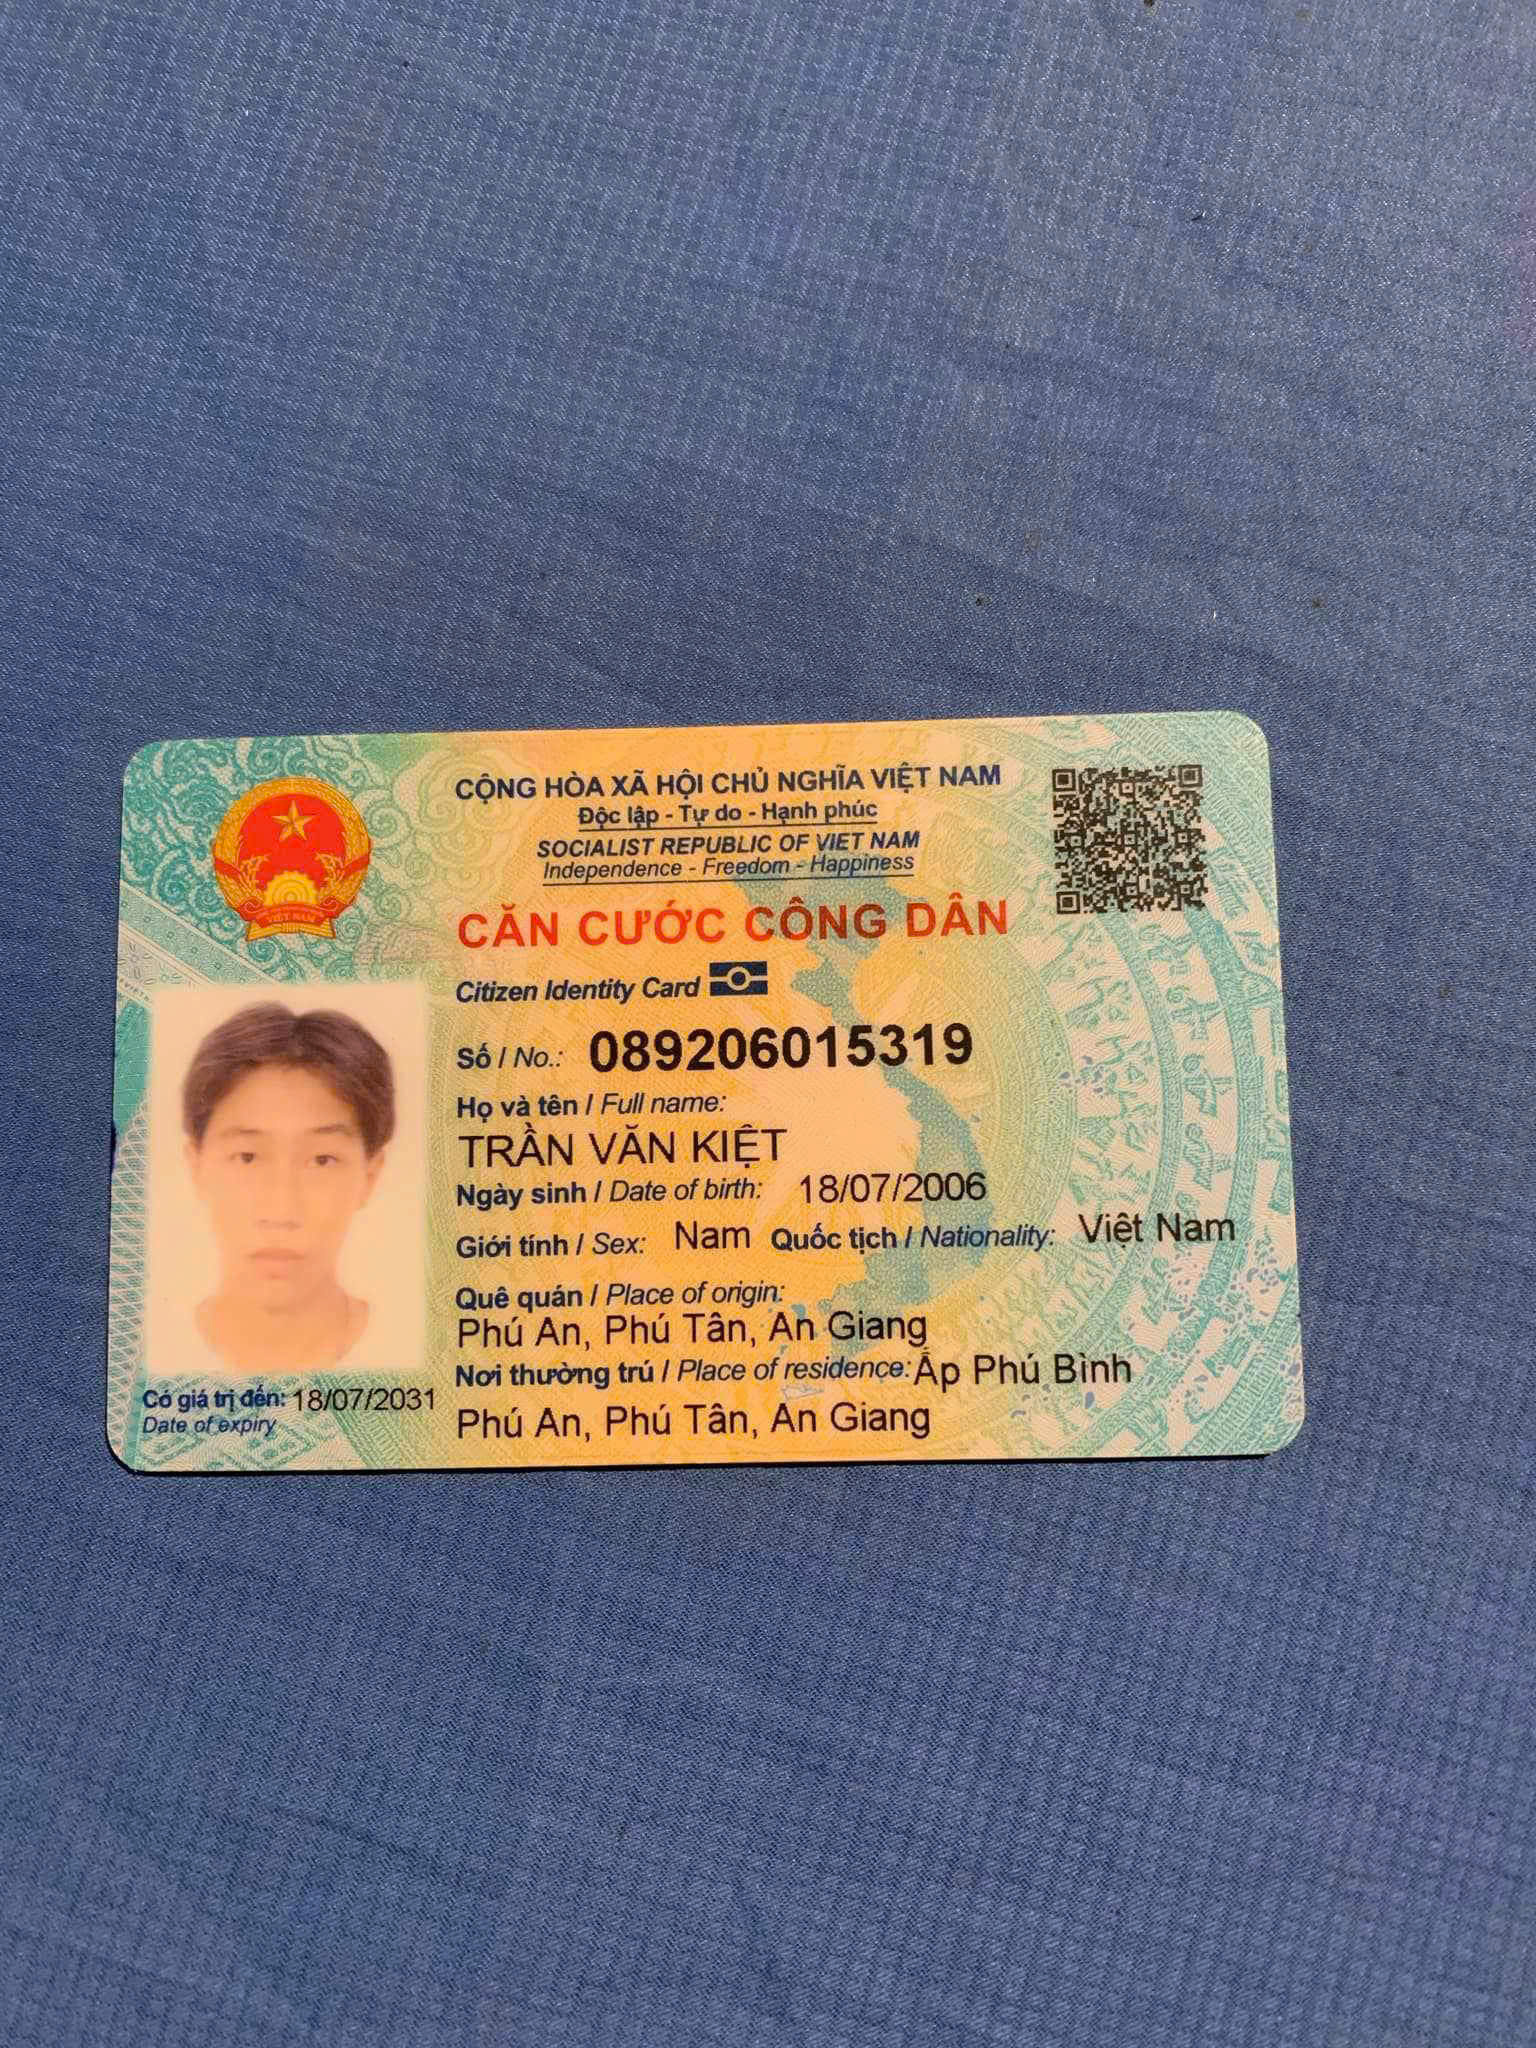 CỘNG HÒA XÃ HỘI CHỦ NGHĨA VIỆT NAM
Độc lập - Tự do - Hạnh phúc
SOCIALIST REPUBLIC OF VIET NAM
Independence - Freedom - Happiness
CĂN CƯỚC CÔNG DÂN
Citizen Identity Card
Số / No.: 089206015319
Họ và tên / Full name:
TRẦN VĂN KIỆT
Ngày sinh / Date of birth: 18/07/2006
Giới tính / Sex: Nam Quốc tịch / Nationality: Việt Nam
Quê quán / Place of origin:
Phú An, Phú Tân, An Giang
Nơi thường trú / Place of residence: Ấp Phú Bình
Phú An, Phú Tân, An Giang
Có giá trị đến: 18/07/2031
Date of expiry
VIỆT NAM